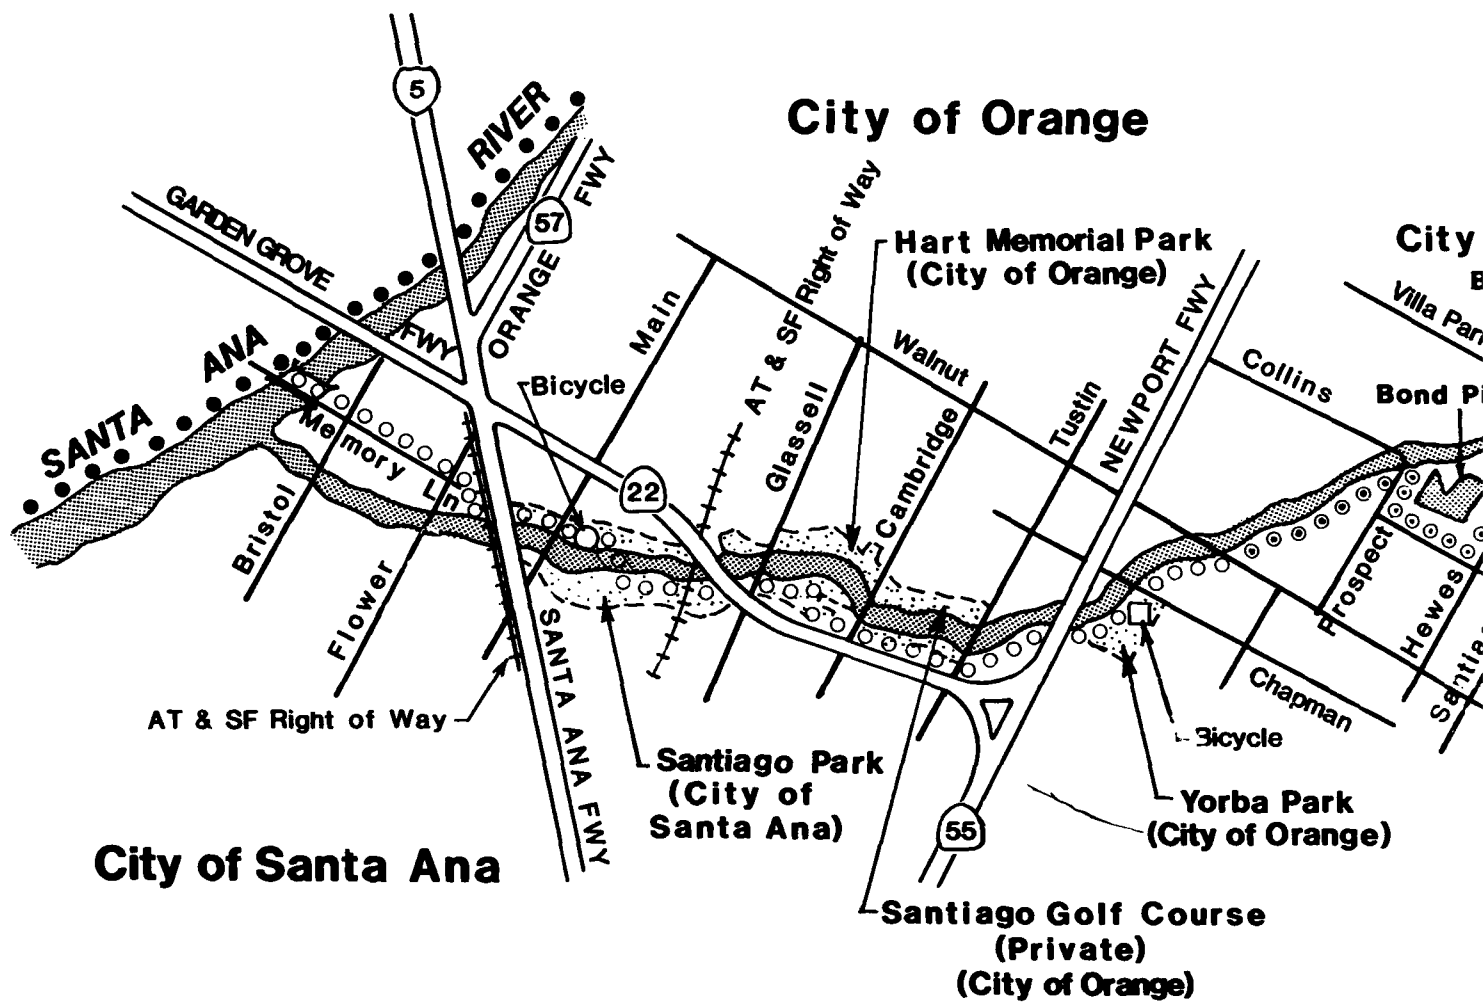 5
City of Orange
RIVER
57
ORANGE FWY
GARDEN GROVE FWY
SANTA ANA
AT & SF Right of Way
Hart Memorial Park
(City of Orange)
City
Villa Park
Main
Walnut
NEWPORT FWY
Collins
Bicycle
Bond
Memory Ln
Glassell
Cambridge
Tustin
22
Bristol
Flower
Prospect
Hewes
Chapman
AT & SF Right of Way
SANTA ANA FWY
Santiago Park
(City of
Santa Ana)
Bicycle
Yorba Park
(City of Orange)
55
City of Santa Ana
Santiago Golf Course
(Private)
(City of Orange)